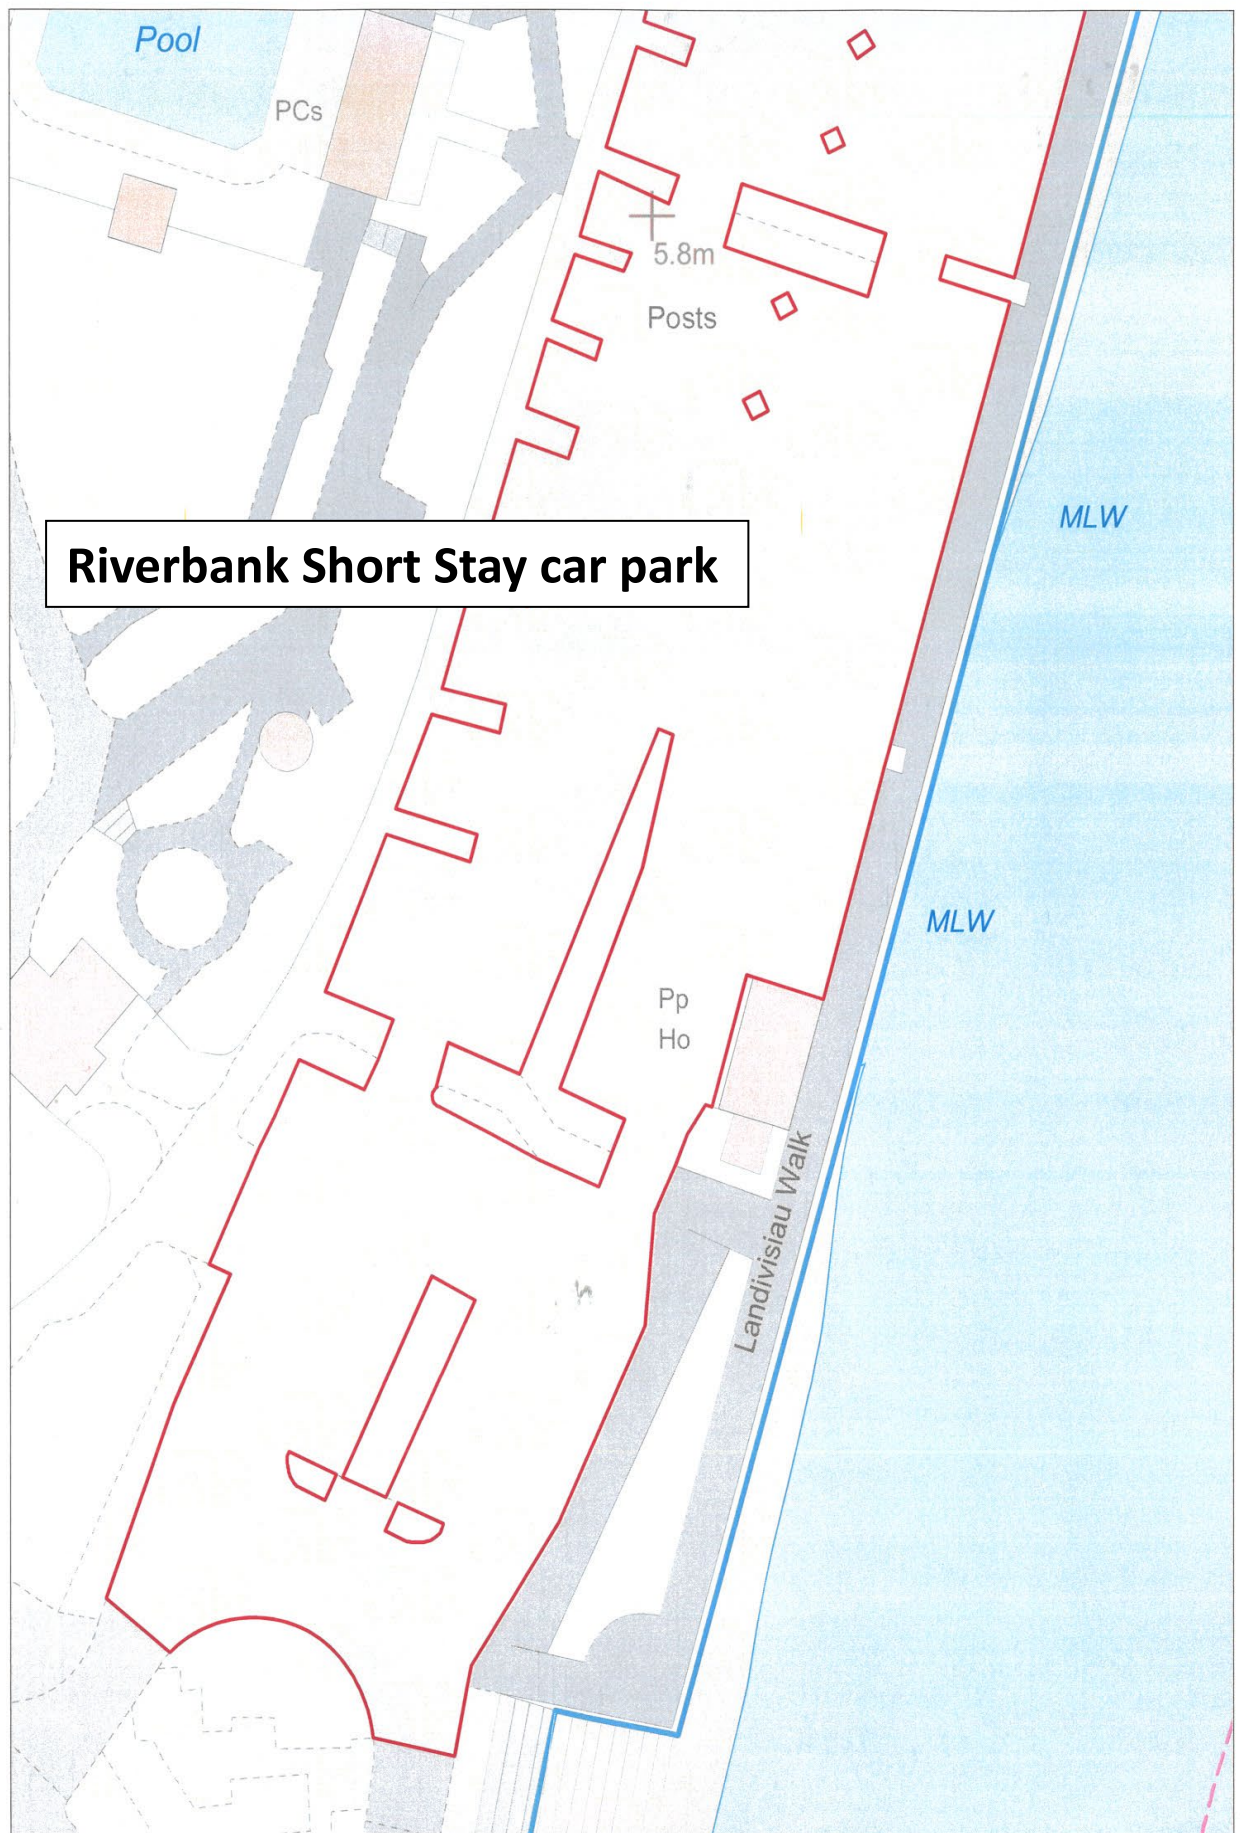 Pool
PCs
5.8m
Posts
MLW
Riverbank Short Stay car park
MLW
Pp
Ho
Landivisiau Walk